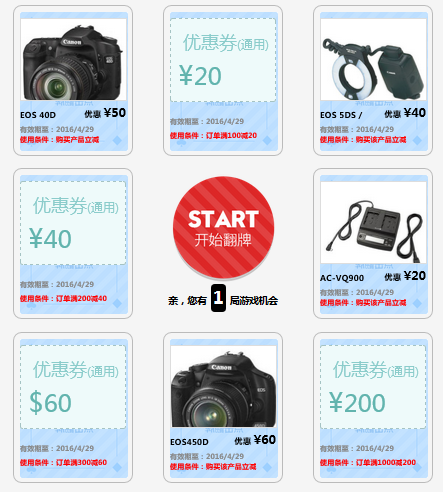 Canon
EOS 40D 优惠 ¥50
有效期至：2016/4/29
使用条件：购买产品立减
优惠券(通用)
¥20
有效期至：2016/4/29
使用条件：订单满100减20
EOS 5DS / 优惠 ¥40
有效期至：2016/4/29
使用条件：购买该产品立减
优惠券(通用)
¥40
有效期至：2016/4/29
使用条件：订单满200减40
START
开始翻牌
亲，您有 1 局游戏机会
AC-VQ900 优惠 ¥20
有效期至：2016/4/29
使用条件：购买该产品立减
优惠券(通用)
$60
有效期至：2016/4/29
使用条件：订单满300减60
Canon
EOS450D 优惠 ¥60
有效期至：2016/4/29
使用条件：购买该产品立减
优惠券(通用)
¥200
有效期至：2016/4/29
使用条件：订单满1000减200